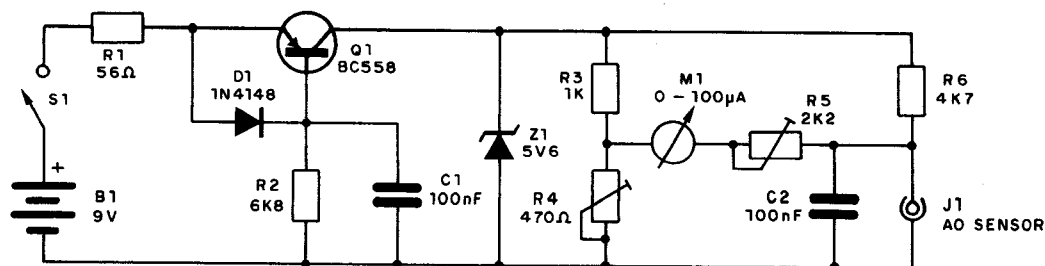 S1
+
B1
9V
R1
56Ω
D1
1N4148
Q1
BC558
R2
6K8
C1
100nF
Z1
5V6
R3
1K
R4
470Ω
M1
0 – 100µA
R5
2K2
C2
100nF
R6
4K7
J1
AO SENSOR